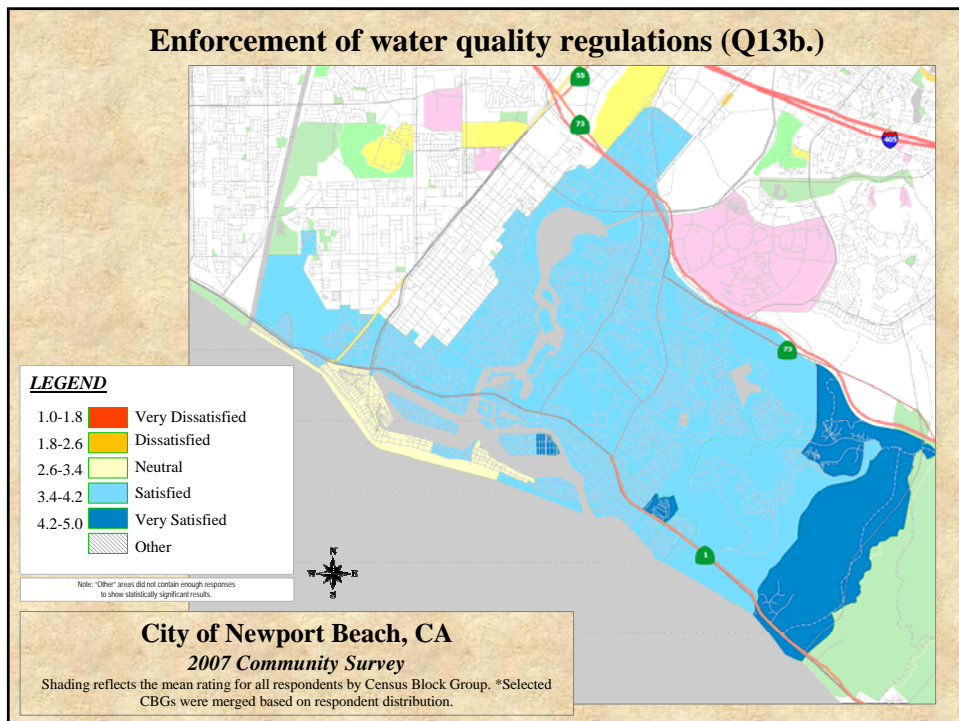 Enforcement of water quality regulations (Q13b.)
55
73
405
73
1
LEGEND
1.0-1.8 Very Dissatisfied
1.8-2.6 Dissatisfied
2.6-3.4 Neutral
3.4-4.2 Satisfied
4.2-5.0 Very Satisfied
Other
Note: "Other" areas did not contain enough responses
to show statistically significant results.
N
W E
S
City of Newport Beach, CA
2007 Community Survey
Shading reflects the mean rating for all respondents by Census Block Group. *Selected
CBGs were merged based on respondent distribution.